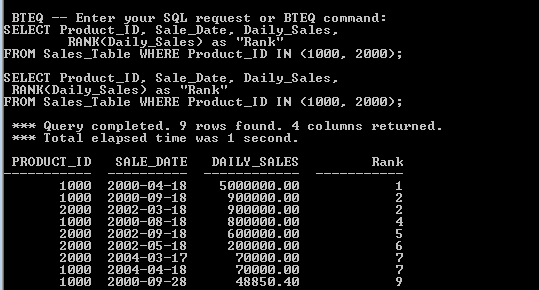 BTEQ -- Enter your SQL request or BTEQ command:
SELECT Product_ID, Sale_Date, Daily_Sales,
RANK(Daily_Sales) as "Rank"
FROM Sales_Table WHERE Product_ID IN (1000, 2000);
SELECT Product_ID, Sale_Date, Daily_Sales,
RANK(Daily_Sales) as "Rank"
FROM Sales_Table WHERE Product_ID IN (1000, 2000);
*** Query completed. 9 rows found. 4 columns returned.
*** Total elapsed time was 1 second.
PRODUCT_ID SALE_DATE DAILY_SALES Rank
----------- ---------- ------------- -----------
1000 2000-04-18 5000000.00 1
1000 2000-09-18 900000.00 2
2000 2002-03-18 900000.00 2
1000 2000-08-18 800000.00 4
2000 2002-09-18 600000.00 5
2000 2002-05-18 200000.00 6
2000 2004-03-17 70000.00 7
1000 2004-04-18 70000.00 7
1000 2000-09-28 48850.40 9